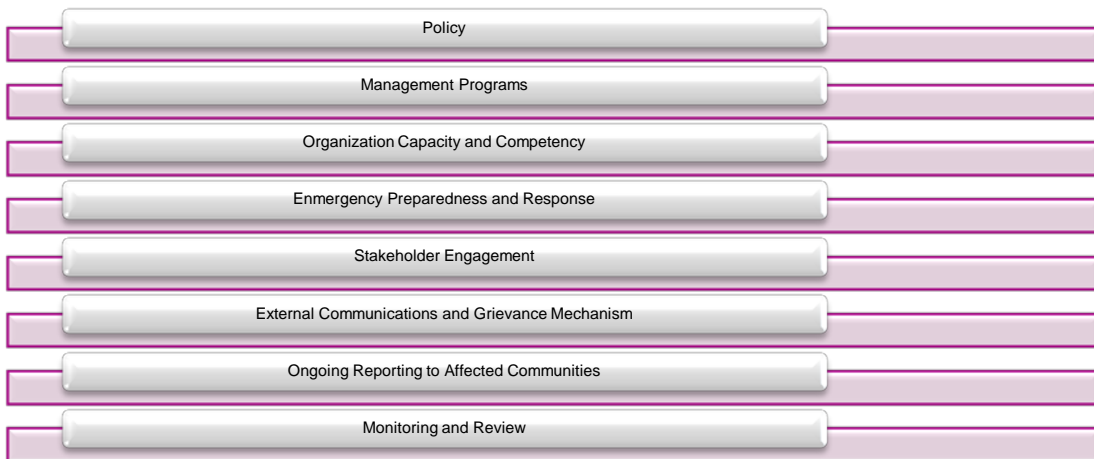 Policy
Management Programs
Organization Capacity and Competency
Enmergency Preparedness and Response
Stakeholder Engagement
External Communications and Grievance Mechanism
Ongoing Reporting to Affected Communities
Monitoring and Review